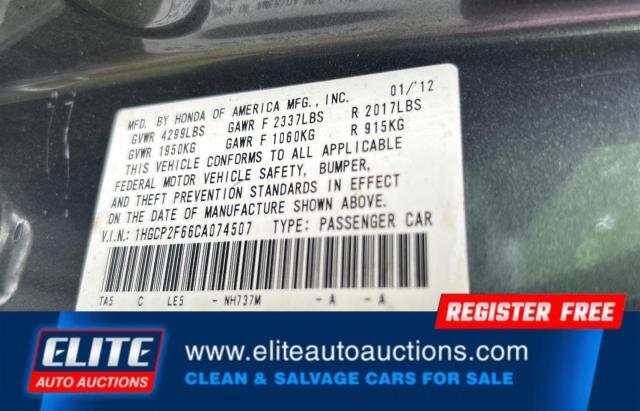 MFD. BY HONDA OF AMERICA MFG., INC. 01/'12
GVWR 4299LBS GAWR F 2337LBS R 2017LBS
GVWR 1950KG GAWR F 1060KG R 915KG
THIS VEHICLE CONFORMS TO ALL APPLICABLE
FEDERAL MOTOR VEHICLE SAFETY, BUMPER,
AND THEFT PREVENTION STANDARDS IN EFFECT
ON THE DATE OF MANUFACTURE SHOWN ABOVE.
V.I.N.: 1HGCP2F66CA074507 TYPE: PASSENGER CAR
TA5 C LE5 - NH737M - A - A
REGISTER FREE
ELITE
AUTO AUCTIONS
www.eliteautoauctions.com
CLEAN & SALVAGE CARS FOR SALE